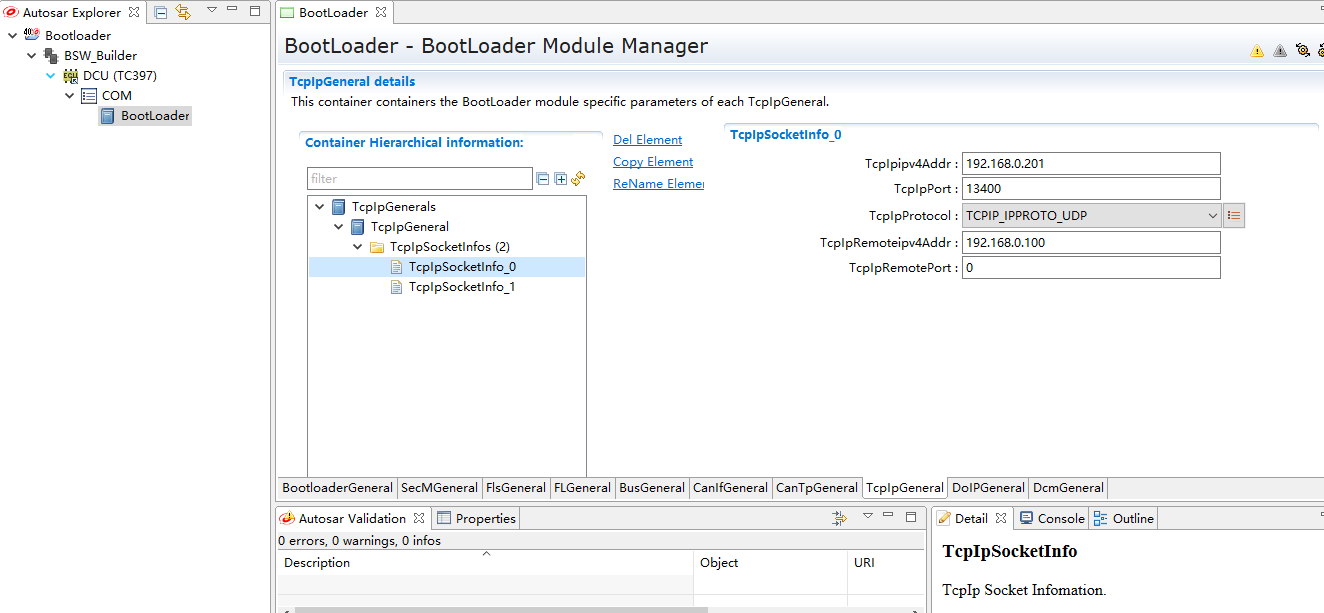 Autosar Explorer
Bootloader
BSW_Builder
DCU (TC397)
COM
BootLoader
BootLoader
BootLoader - BootLoader Module Manager
TcpIpGeneral details
This container containers the BootLoader module specific parameters of each TcpIpGeneral.
Container Hierarchical information:
filter
TcpIpGenerals
TcpIpGeneral
TcpIpSocketInfos (2)
TcpIpSocketInfo_0
TcpIpSocketInfo_1
Del Element
Copy Element
ReName Elemen
TcpIpSocketInfo_0
TcpIpipv4Addr : 192.168.0.201
TcpIpPort : 13400
TcpIpProtocol : TCPIP_IPPROTO_UDP
TcpIpRemoteipv4Addr : 192.168.0.100
TcpIpRemotePort : 0
BootloaderGeneral SecMGeneral FlsGeneral FLGeneral BusGeneral CanIfGeneral CanTpGeneral TcpIpGeneral DoIPGeneral DcmGeneral
Autosar Validation Properties
0 errors, 0 warnings, 0 infos
Description Object URI
Detail Console Outline
TcpIpSocketInfo
TcpIp Socket Infomation.